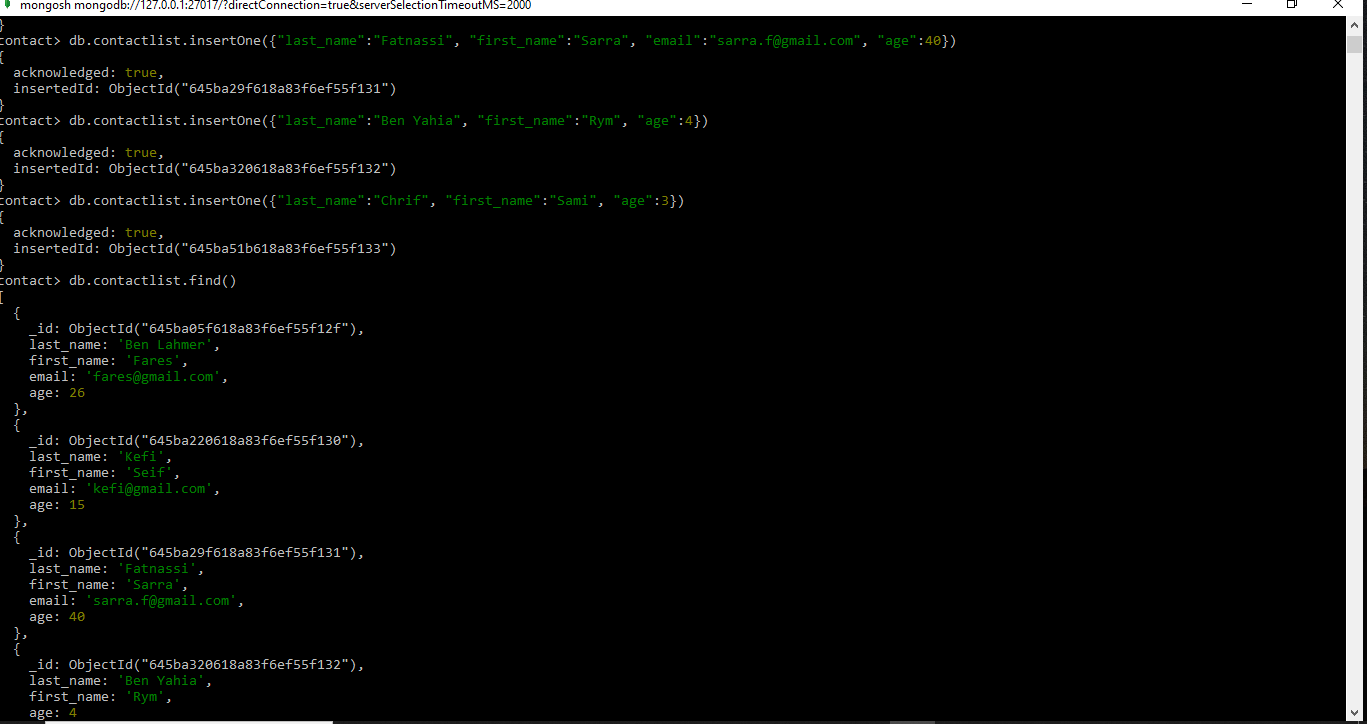 mongosh mongodb://127.0.0.1:27017/?directConnection=true&serverSelectionTimeoutMS=2000
}
contact> db.contactlist.insertOne({"last_name":"Fatnassi", "first_name":"Sarra", "email":"sarra.f@gmail.com", "age":40})
{
  acknowledged: true,
  insertedId: ObjectId("645ba29f618a83f6ef55f131")
}
contact> db.contactlist.insertOne({"last_name":"Ben Yahia", "first_name":"Rym", "age":4})
{
  acknowledged: true,
  insertedId: ObjectId("645ba320618a83f6ef55f132")
}
contact> db.contactlist.insertOne({"last_name":"Chrif", "first_name":"Sami", "age":3})
{
  acknowledged: true,
  insertedId: ObjectId("645ba51b618a83f6ef55f133")
}
contact> db.contactlist.find()
[
  {
    _id: ObjectId("645ba05f618a83f6ef55f12f"),
    last_name: 'Ben Lahmer',
    first_name: 'Fares',
    email: 'fares@gmail.com',
    age: 26
  },
  {
    _id: ObjectId("645ba220618a83f6ef55f130"),
    last_name: 'Kefi',
    first_name: 'Seif',
    email: 'kefi@gmail.com',
    age: 15
  },
  {
    _id: ObjectId("645ba29f618a83f6ef55f131"),
    last_name: 'Fatnassi',
    first_name: 'Sarra',
    email: 'sarra.f@gmail.com',
    age: 40
  },
  {
    _id: ObjectId("645ba320618a83f6ef55f132"),
    last_name: 'Ben Yahia',
    first_name: 'Rym',
    age: 4